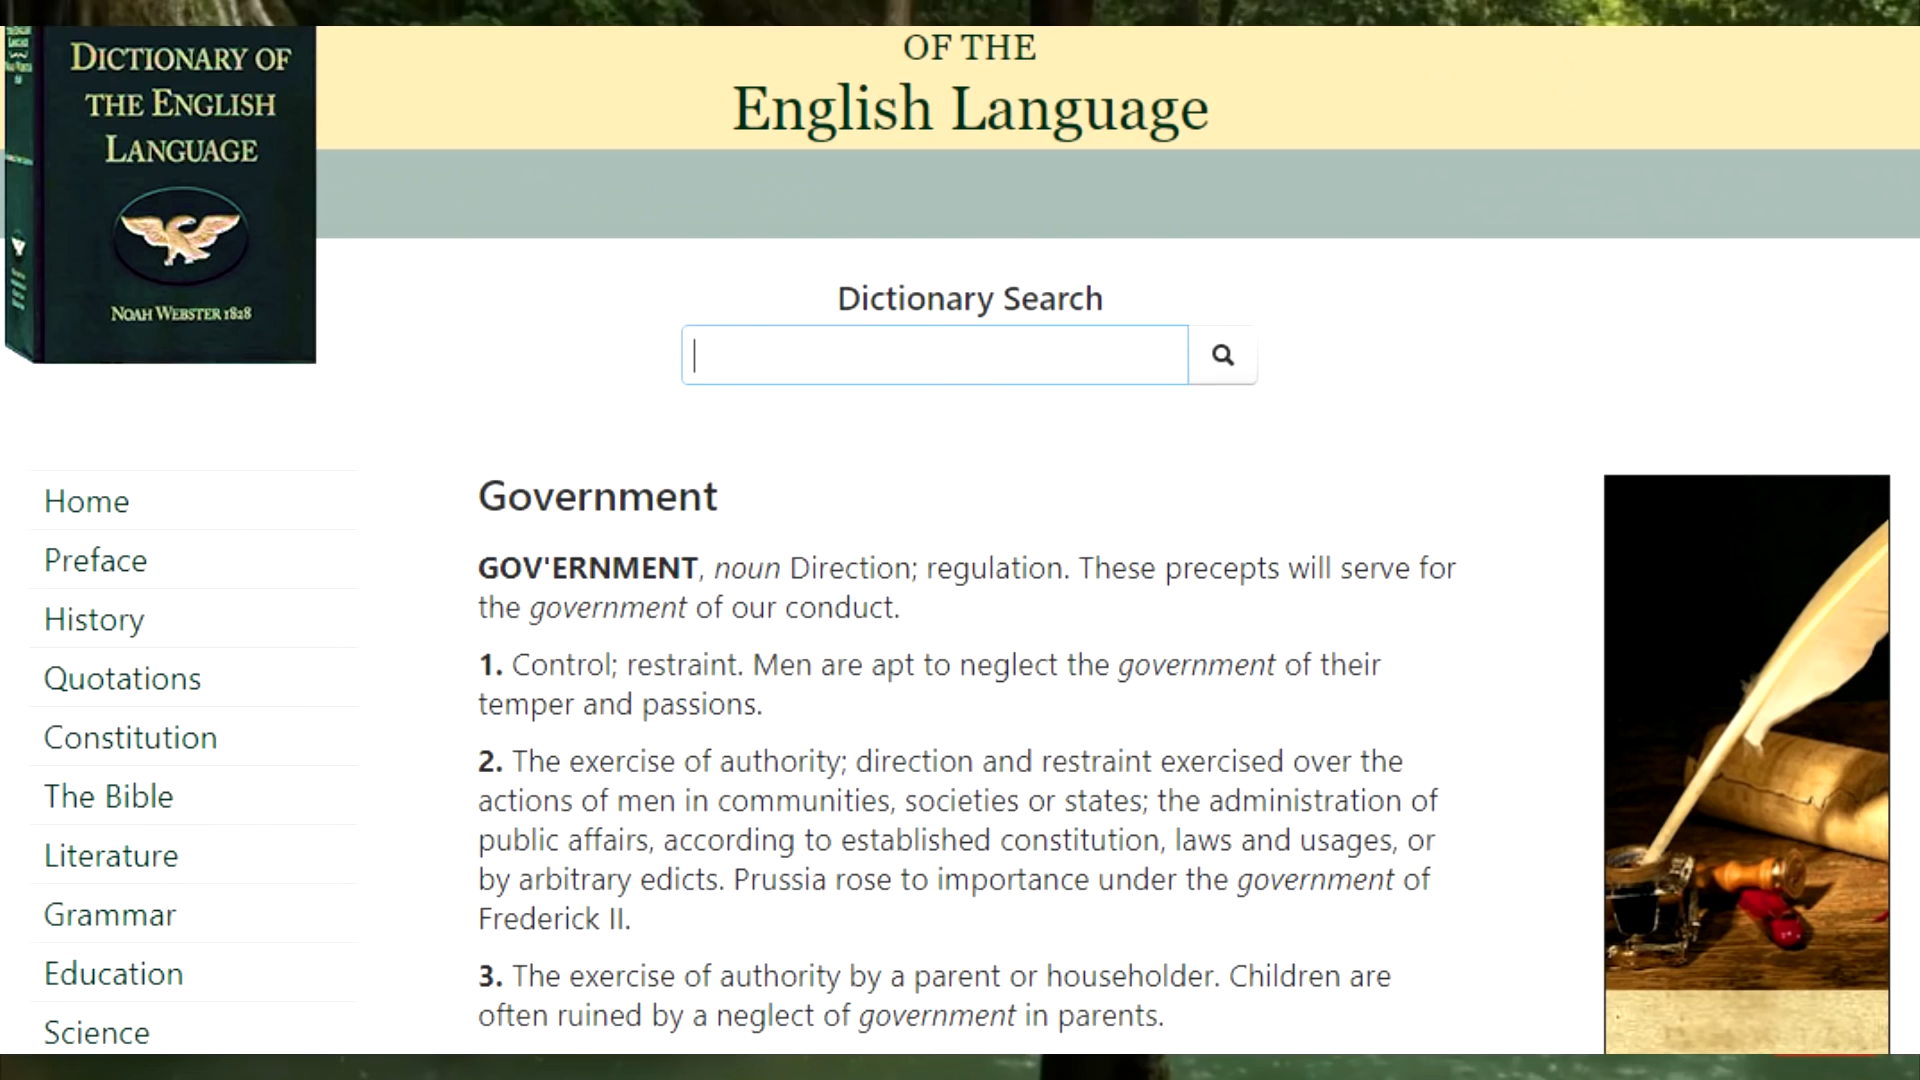 DICTIONARY OF
THE ENGLISH
LANGUAGE
NOAH WEBSTER 1828
OF THE
English Language
Dictionary Search
Home
Preface
History
Quotations
Constitution
The Bible
Literature
Grammar
Education
Science
Government
GOV'ERNMENT, noun Direction; regulation. These precepts will serve for
the government of our conduct.
1. Control; restraint. Men are apt to neglect the government of their
temper and passions.
2. The exercise of authority; direction and restraint exercised over the
actions of men in communities, societies or states; the administration of
public affairs, according to established constitution, laws and usages, or
by arbitrary edicts. Prussia rose to importance under the government of
Frederick II.
3. The exercise of authority by a parent or householder. Children are
often ruined by a neglect of government in parents.